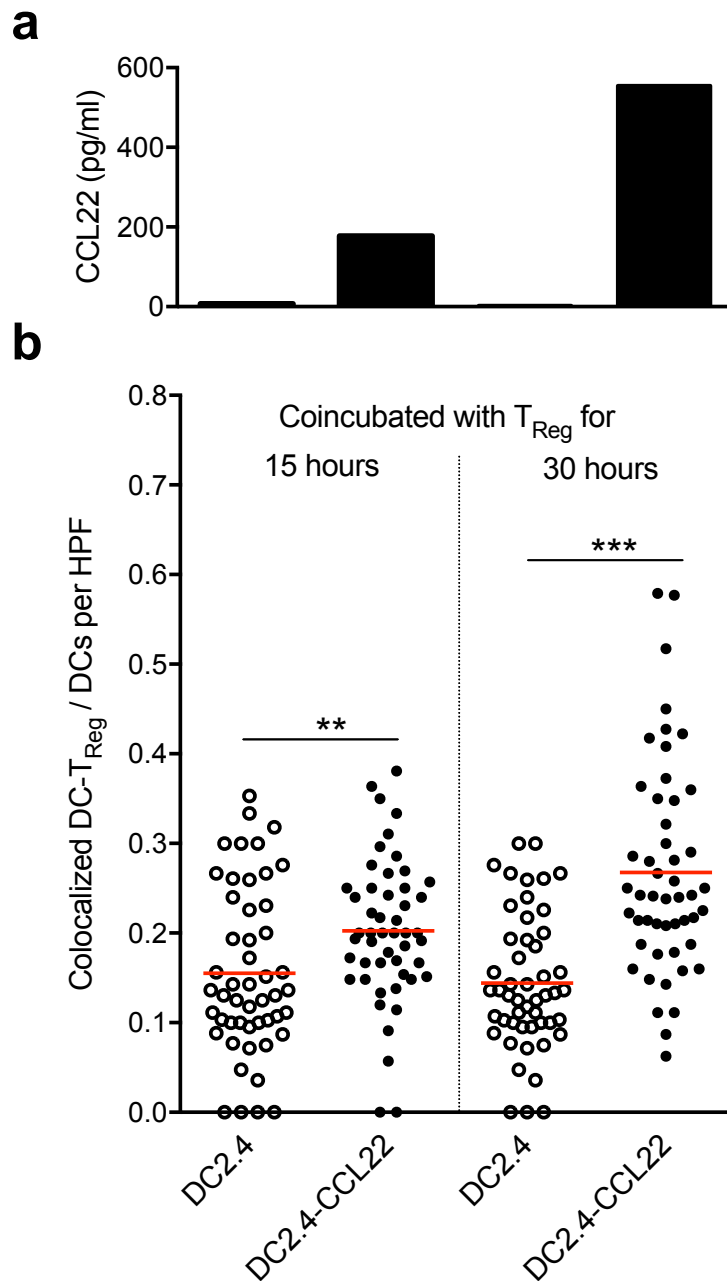 a
CCL22 (pg/ml)
600
400
200
0
b
Colocalized DC-TReg / DCs per HPF
0.8
0.7
0.6
0.5
0.4
0.3
0.2
0.1
0.0
Coincubated with TReg for
15 hours
30 hours
**
***
DC2.4
DC2.4-CCL22
DC2.4
DC2.4-CCL22